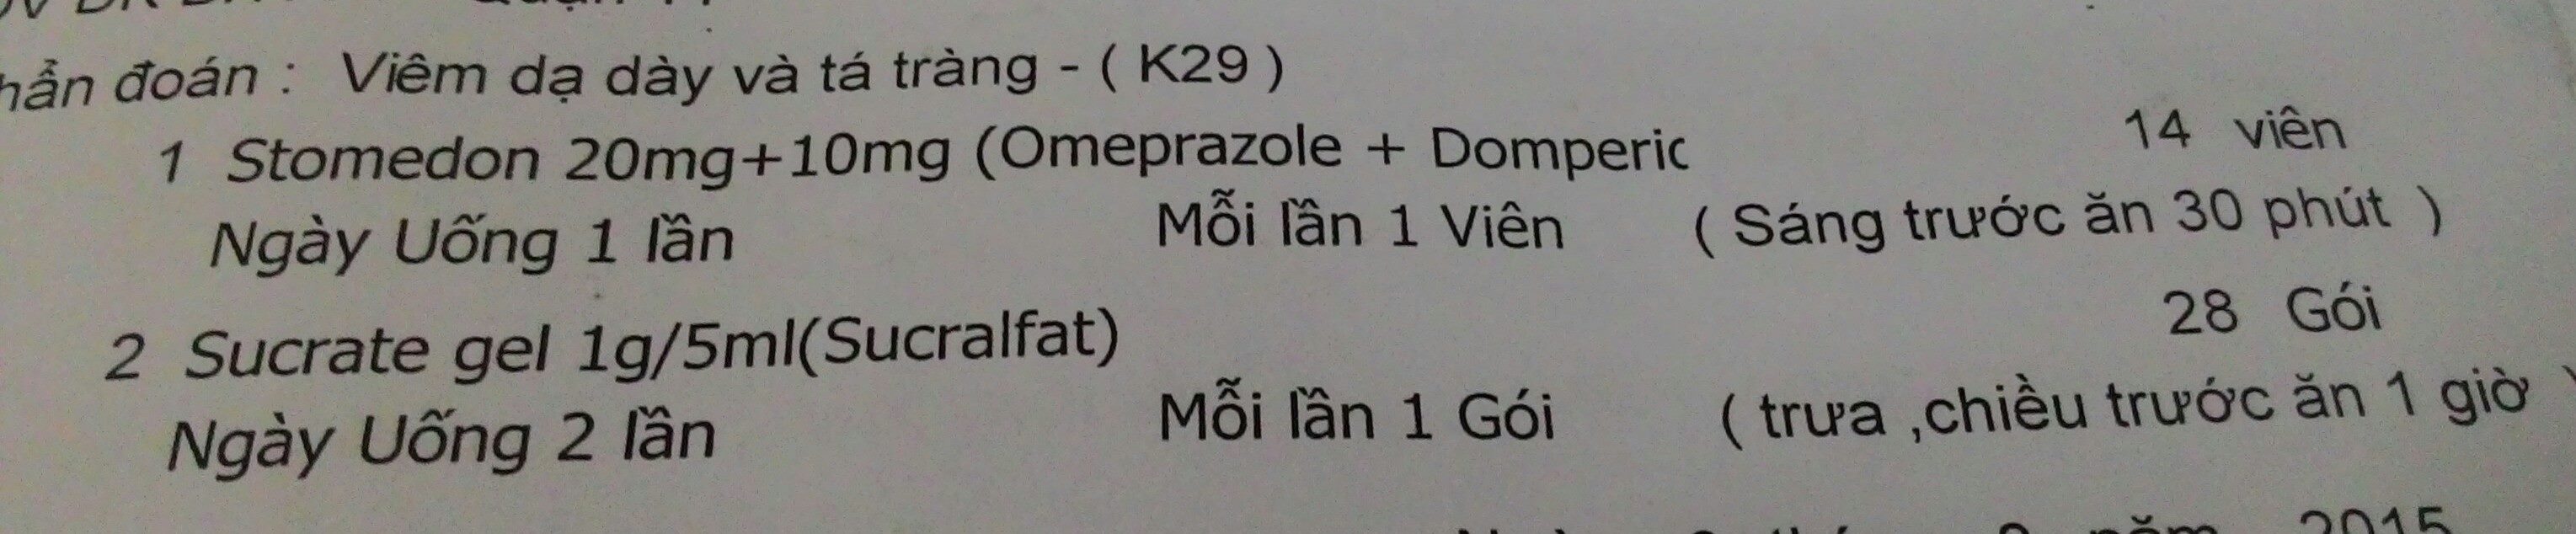 hẩn đoán : Viêm dạ dày và tá tràng - ( K29 )
1 Stomedon 20mg+10mg (Omeprazole + Domperic 14 viên
Ngày Uống 1 lần Mỗi lần 1 Viên ( Sáng trước ăn 30 phút )
2 Sucrate gel 1g/5ml(Sucralfat) 28 Gói
Ngày Uống 2 lần Mỗi lần 1 Gói ( trưa ,chiều trước ăn 1 giờ )
năm 2015